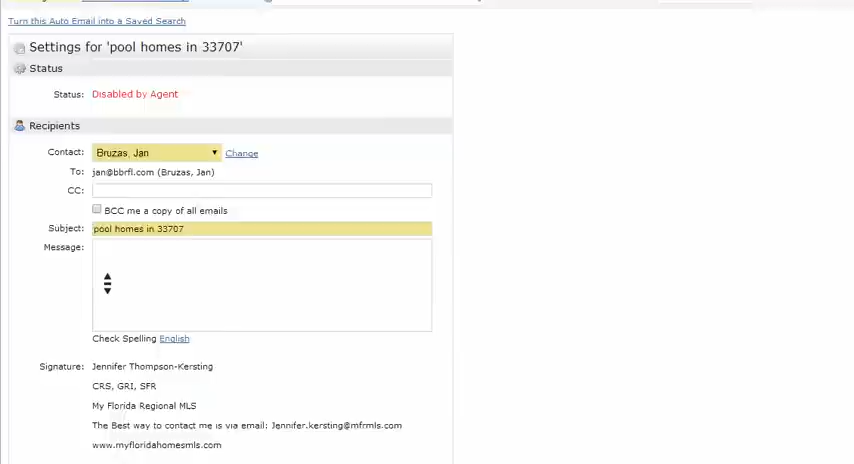 Turn this Auto Email into a Saved Search
Settings for 'pool homes in 33707'
Status
Status: Disabled by Agent
Recipients
Contact: Bruzas, Jan Change
To: jan@bbrfl.com (Bruzas, Jan)
CC:
BCC me a copy of all emails
Subject: pool homes in 33707
Message:
Check Spelling English
Signature: Jennifer Thompson-Kersting
CRS, GRI, SFR
My Florida Regional MLS
The Best way to contact me is via email: Jennifer.kersting@mfrmls.com
www.myfloridahomesmls.com